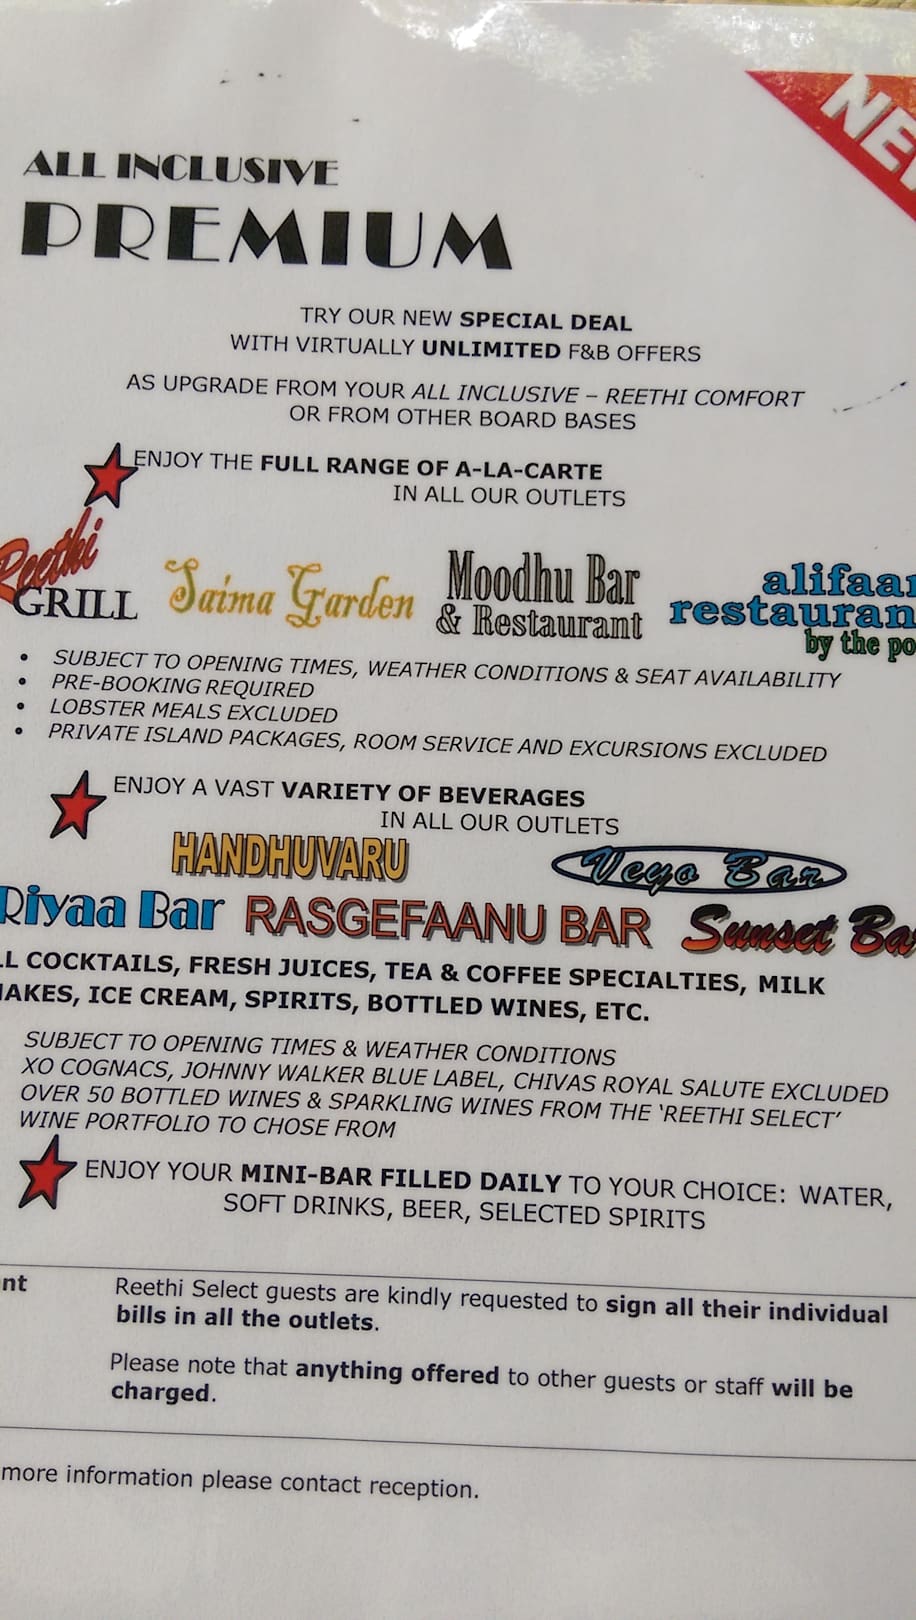 NEW
ALL INCLUSIVE
PREMIUM
TRY OUR NEW SPECIAL DEAL
WITH VIRTUALLY UNLIMITED F&B OFFERS
AS UPGRADE FROM YOUR ALL INCLUSIVE – REETHI COMFORT
OR FROM OTHER BOARD BASES
ENJOY THE FULL RANGE OF A-LA-CARTE
IN ALL OUR OUTLETS
Reethi
GRILL
Saima Garden
Moodhu Bar
& Restaurant
alifaan
restauran
by the po
• SUBJECT TO OPENING TIMES, WEATHER CONDITIONS & SEAT AVAILABILITY
• PRE-BOOKING REQUIRED
• LOBSTER MEALS EXCLUDED
• PRIVATE ISLAND PACKAGES, ROOM SERVICE AND EXCURSIONS EXCLUDED
ENJOY A VAST VARIETY OF BEVERAGES
IN ALL OUR OUTLETS
HANDHUVARU
Veyo Bar
Riyaa Bar
RASGEFAANU BAR
Sunset Ba
LL COCKTAILS, FRESH JUICES, TEA & COFFEE SPECIALTIES, MILK
HAKES, ICE CREAM, SPIRITS, BOTTLED WINES, ETC.
SUBJECT TO OPENING TIMES & WEATHER CONDITIONS
XO COGNACS, JOHNNY WALKER BLUE LABEL, CHIVAS ROYAL SALUTE EXCLUDED
OVER 50 BOTTLED WINES & SPARKLING WINES FROM THE ‘REETHI SELECT’
WINE PORTFOLIO TO CHOSE FROM
ENJOY YOUR MINI-BAR FILLED DAILY TO YOUR CHOICE: WATER,
SOFT DRINKS, BEER, SELECTED SPIRITS
nt
Reethi Select guests are kindly requested to sign all their individual
bills in all the outlets.
Please note that anything offered to other guests or staff will be
charged.
more information please contact reception.